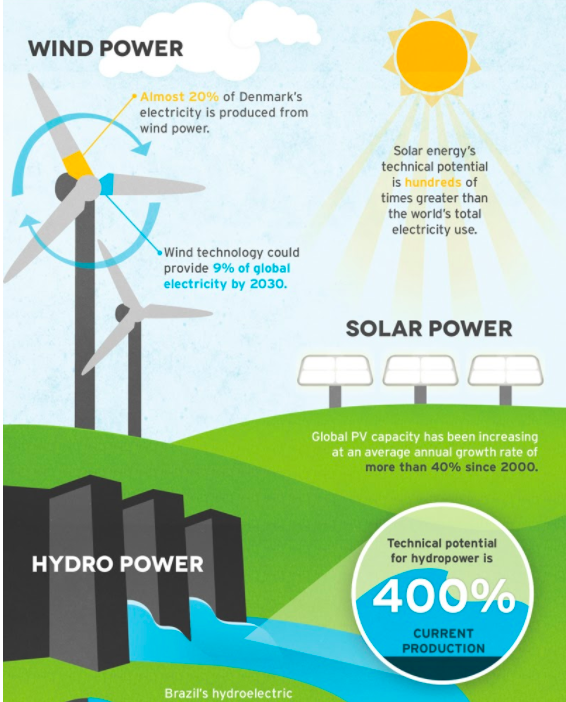 WIND POWER
Almost 20% of Denmark's
electricity is produced from
wind power.
Wind technology could
provide 9% of global
electricity by 2030.
Solar energy's
technical potential
is hundreds of
times greater than
the world's total
electricity use.
SOLAR POWER
Global PV capacity has been increasing
at an average annual growth rate of
more than 40% since 2000.
HYDRO POWER
Technical potential
for hydropower is
400%
CURRENT
PRODUCTION
Brazil's hydroelectric